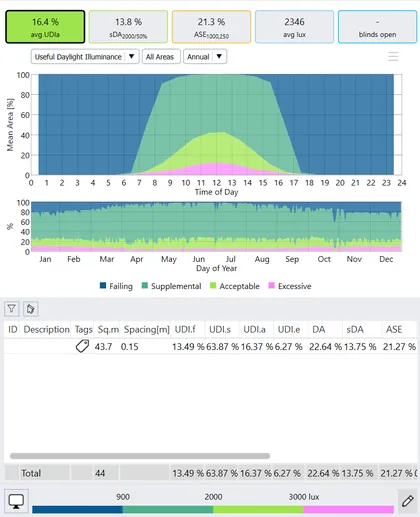 16.4 % 13.8 % 21.3 % 2346 -
avg UDIa sDA2000/50% ASE1000,250 avg lux blinds open
Useful Daylight Illuminance ▼ All Areas Annual ▼
100
80
60
40
20
0
Mean Area [%]
0 1 2 3 4 5 6 7 8 9 10 11 12 13 14 15 16 17 18 19 20 21 22 23 24
Time of Day
100
80
60
40
20
0
%
Jan Feb Mar Apr May Jun Jul Aug Sep Oct Nov Dec
Day of Year
Failing Supplemental Acceptable Excessive
ID Description Tags Sq.m Spacing[m] UDI.f UDI.s UDI.a UDI.e DA sDA ASE
43.7 0.15 13.49 % 63.87 % 16.37 % 6.27 % 22.64 % 13.75 % 21.27 %
Total 44 13.49 % 63.87 % 16.37 % 6.27 % 22.64 % 13.75 % 21.27 %
900 2000 3000 lux